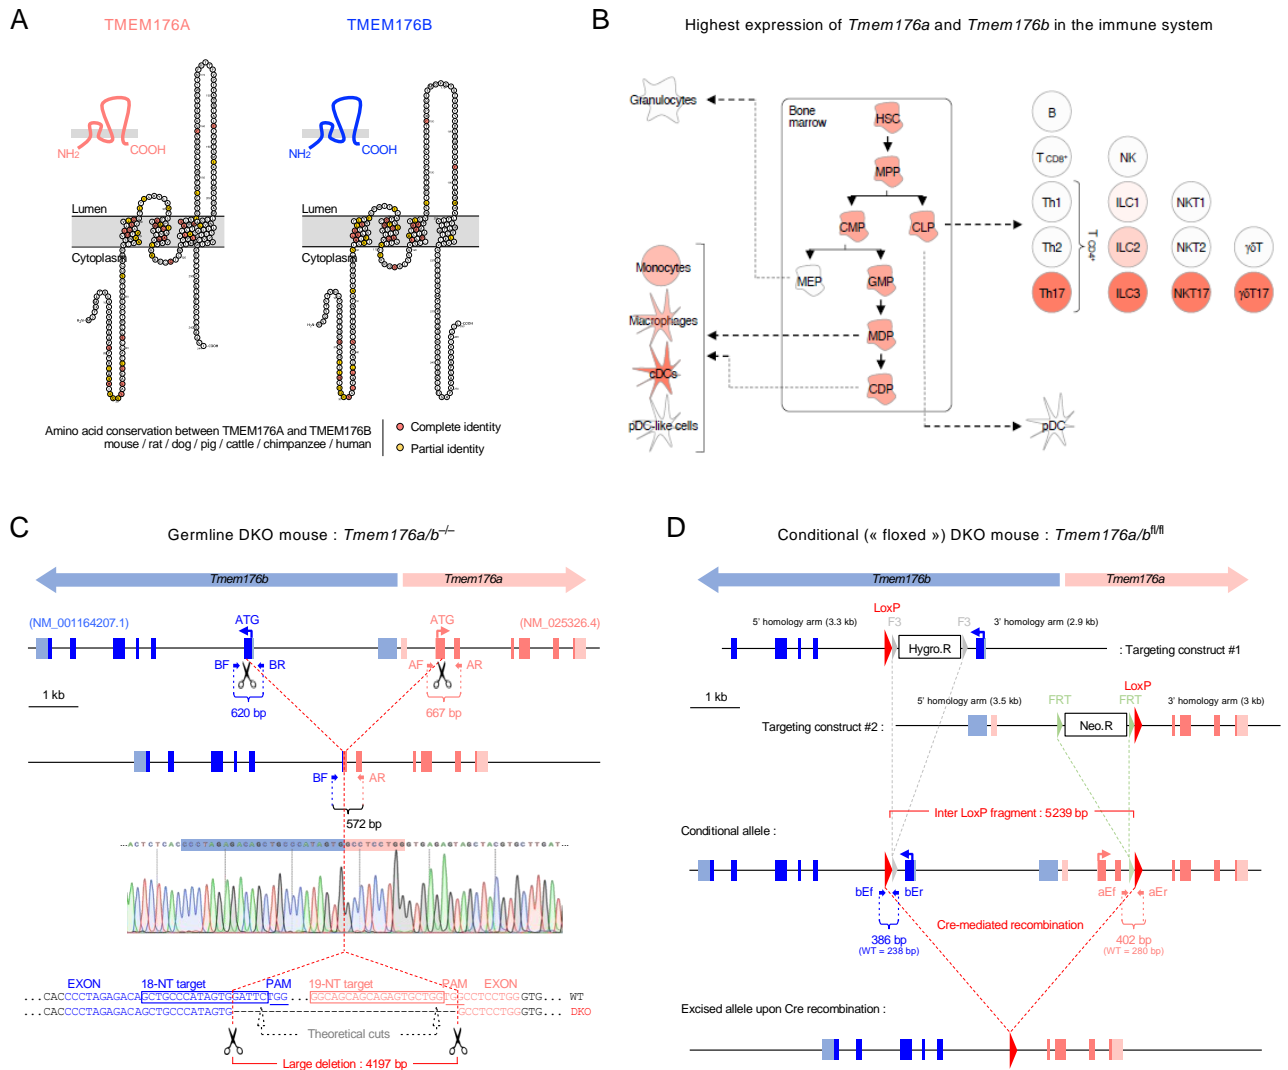 A
TMEM176A
TMEM176B
NH2
COOH
NH2
COOH
Lumen
Cytoplasm
Lumen
Cytoplasm
Amino acid conservation between TMEM176A and TMEM176B
mouse / rat / dog / pig / cattle / chimpanzee / human
Complete identity
Partial identity
B
Highest expression of Tmem176a and Tmem176b in the immune system
Granulocytes
Bone
marrow
HSC
MPP
CMP
CLP
MEP
GMP
MDP
CDP
Monocytes
Macrophages
cDCs
pDC-like cells
B
T CD8+
NK
Th1
ILC1
NKT1
Th2
ILC2
NKT2
γδT
Th17
ILC3
NKT17
γδT17
T CD4+
pDC
C
Germline DKO mouse : Tmem176a/b–/–
Tmem176b
Tmem176a
(NM_001164207.1)
ATG
ATG
(NM_025326.4)
BF
BR
AF
AR
1 kb
620 bp
667 bp
BF
AR
572 bp
...ACTCTCACCCCTAGAGACAGCTGCCCATAGTGGCCTCCTGGGTGAGAGTAGCTACGTGCTTGAT...
EXON
18-NT target
PAM
19-NT target
PAM
EXON
...CACCCCTAGAGACAGCTGCCCATAGTGGATTCTGG... GGCAGCAGCAGAGTGCTGGTGGCCTCCTGGGTG... WT
...CACCCCTAGAGACAGCTGCCCATAGTG------GCCTCCTGGGTG... DKO
Theoretical cuts
Large deletion : 4197 bp
D
Conditional (« floxed ») DKO mouse : Tmem176a/bfl/fl
Tmem176b
Tmem176a
LoxP
5' homology arm (3.3 kb)
F3
F3
3' homology arm (2.9 kb)
Hygro.R
: Targeting construct #1
1 kb
LoxP
5' homology arm (3.5 kb)
FRT
FRT
3' homology arm (3 kb)
Targeting construct #2 :
Neo.R
Inter LoxP fragment : 5239 bp
Conditional allele :
bEf
bEr
aEf
aEr
Cre-mediated recombination
386 bp
(WT = 238 bp)
402 bp
(WT = 280 bp)
Excised allele upon Cre recombination :